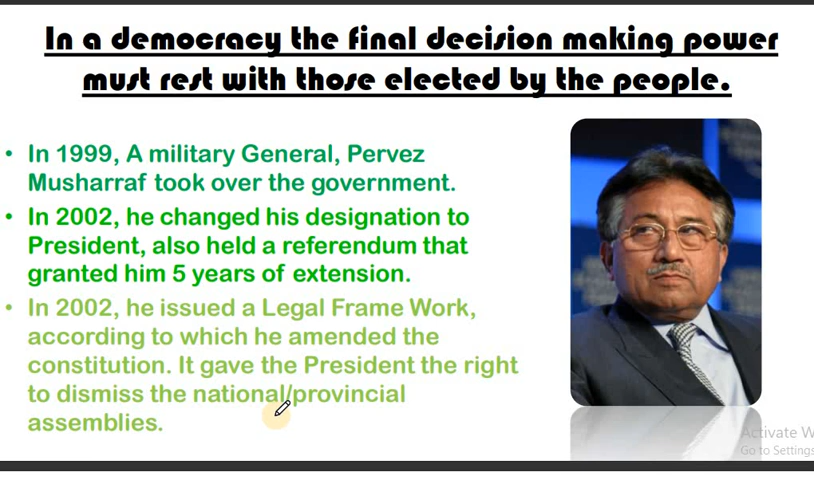 In a democracy the final decision making power
must rest with those elected by the people.
• In 1999, A military General, Pervez
Musharraf took over the government.
• In 2002, he changed his designation to
President, also held a referendum that
granted him 5 years of extension.
• In 2002, he issued a Legal Frame Work,
according to which he amended the
constitution. It gave the President the right
to dismiss the national/provincial
assemblies.
Activate W
Go to Settings